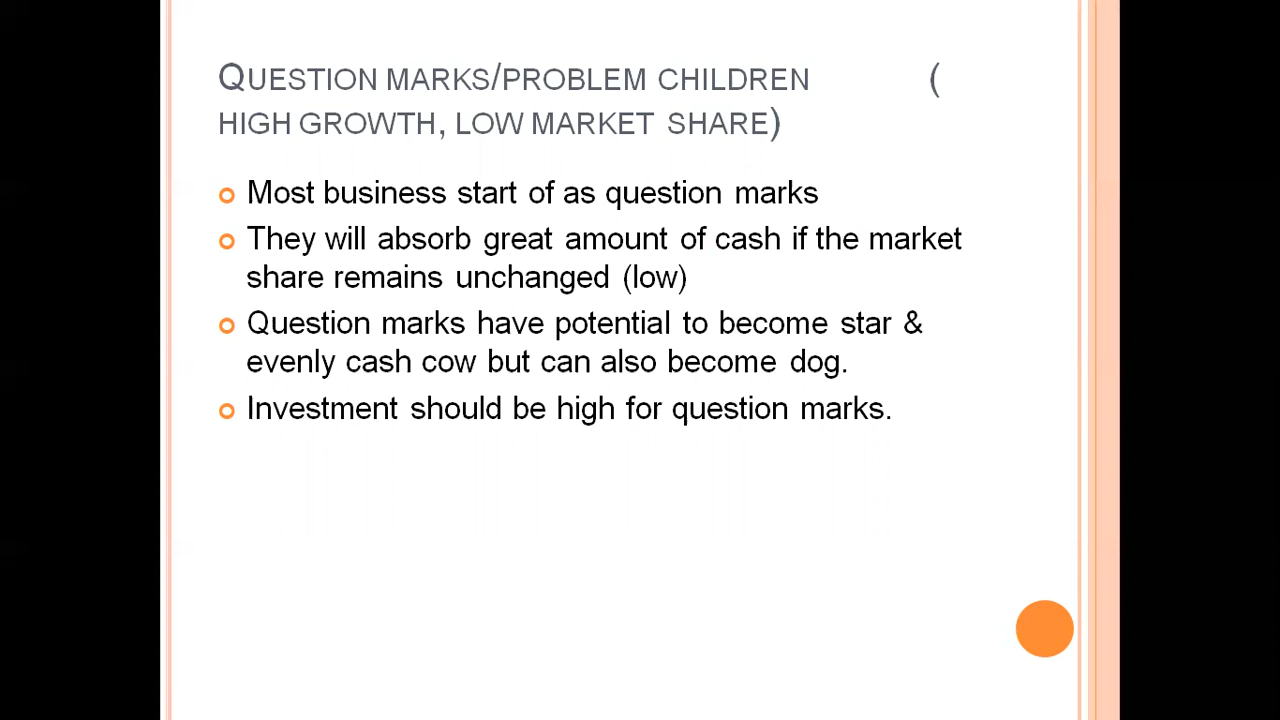 QUESTION MARKS/PROBLEM CHILDREN (
HIGH GROWTH, LOW MARKET SHARE)
Most business start of as question marks
They will absorb great amount of cash if the market
share remains unchanged (low)
Question marks have potential to become star &
evenly cash cow but can also become dog.
Investment should be high for question marks.